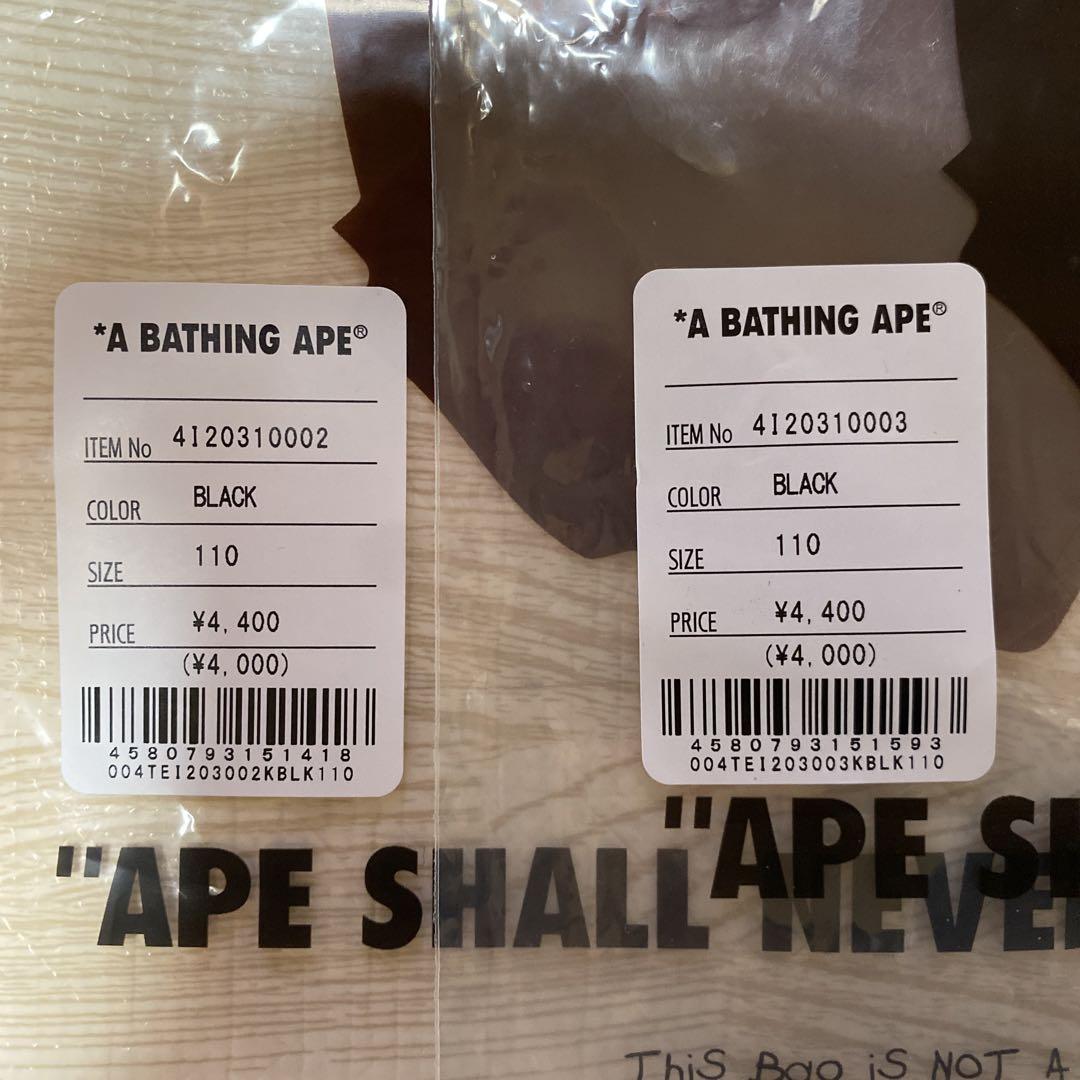 *A BATHING APE®
ITEM No 4I20310002
COLOR BLACK
SIZE 110
PRICE ¥4,400
(¥4,000)
4580793151418
004TEI203002KBLK110
*A BATHING APE®
ITEM No 4I20310003
COLOR BLACK
SIZE 110
PRICE ¥4,400
(¥4,000)
4580793151593
004TEI203003KBLK110
"APE
"APE SHALL NEVE
ThiS Bag iS NOT A